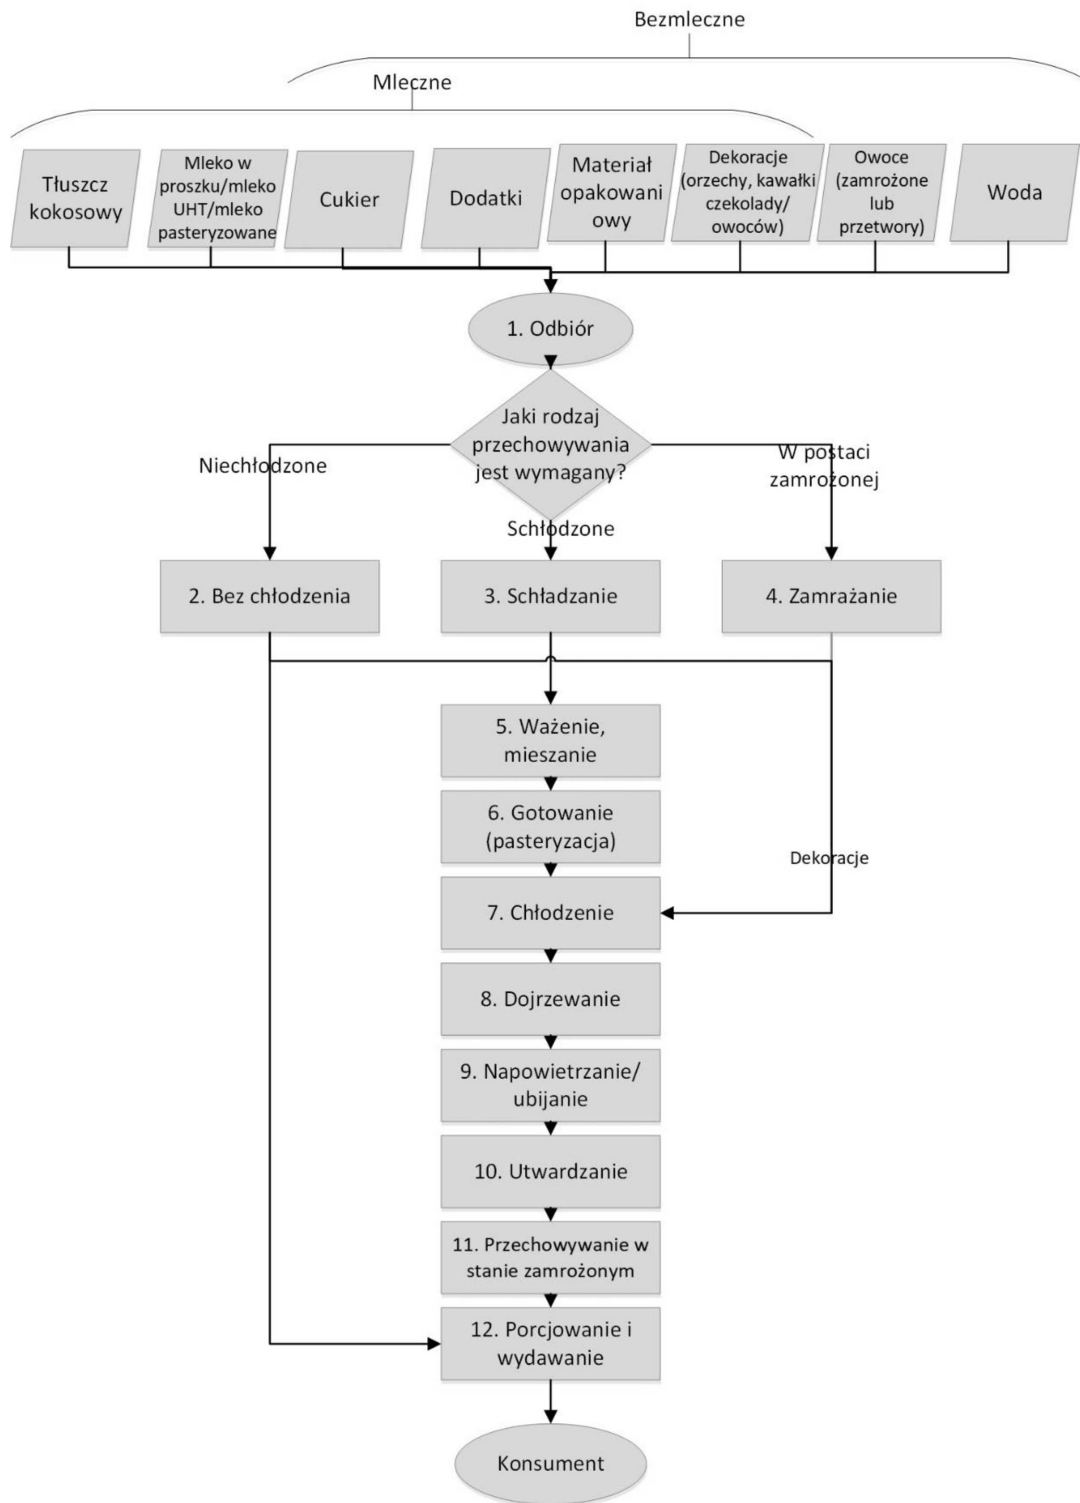 Bezmleczne
Mleczne
Tłuszcz
kokosowy
Mleko w
proszku/mleko
UHT/mleko
pasteryzowane
Cukier
Dodatki
Materiał
opakowani
owy
Dekoracje
(orzechy, kawałki
czekolady/
owoców)
Owoce
(zamrożone
lub
przetwory)
Woda
1. Odbiór
Jaki rodzaj
przechowywania
jest wymagany?
Niechłodzone
W postaci
zamrożonej
Schłodzone
2. Bez chłodzenia
3. Schładzanie
4. Zamrażanie
5. Ważenie,
mieszanie
6. Gotowanie
(pasteryzacja)
Dekoracje
7. Chłodzenie
8. Dojrzewanie
9. Napowietrzanie/
ubijanie
10. Utwardzanie
11. Przechowywanie w
stanie zamrożonym
12. Porcjowanie i
wydawanie
Konsument